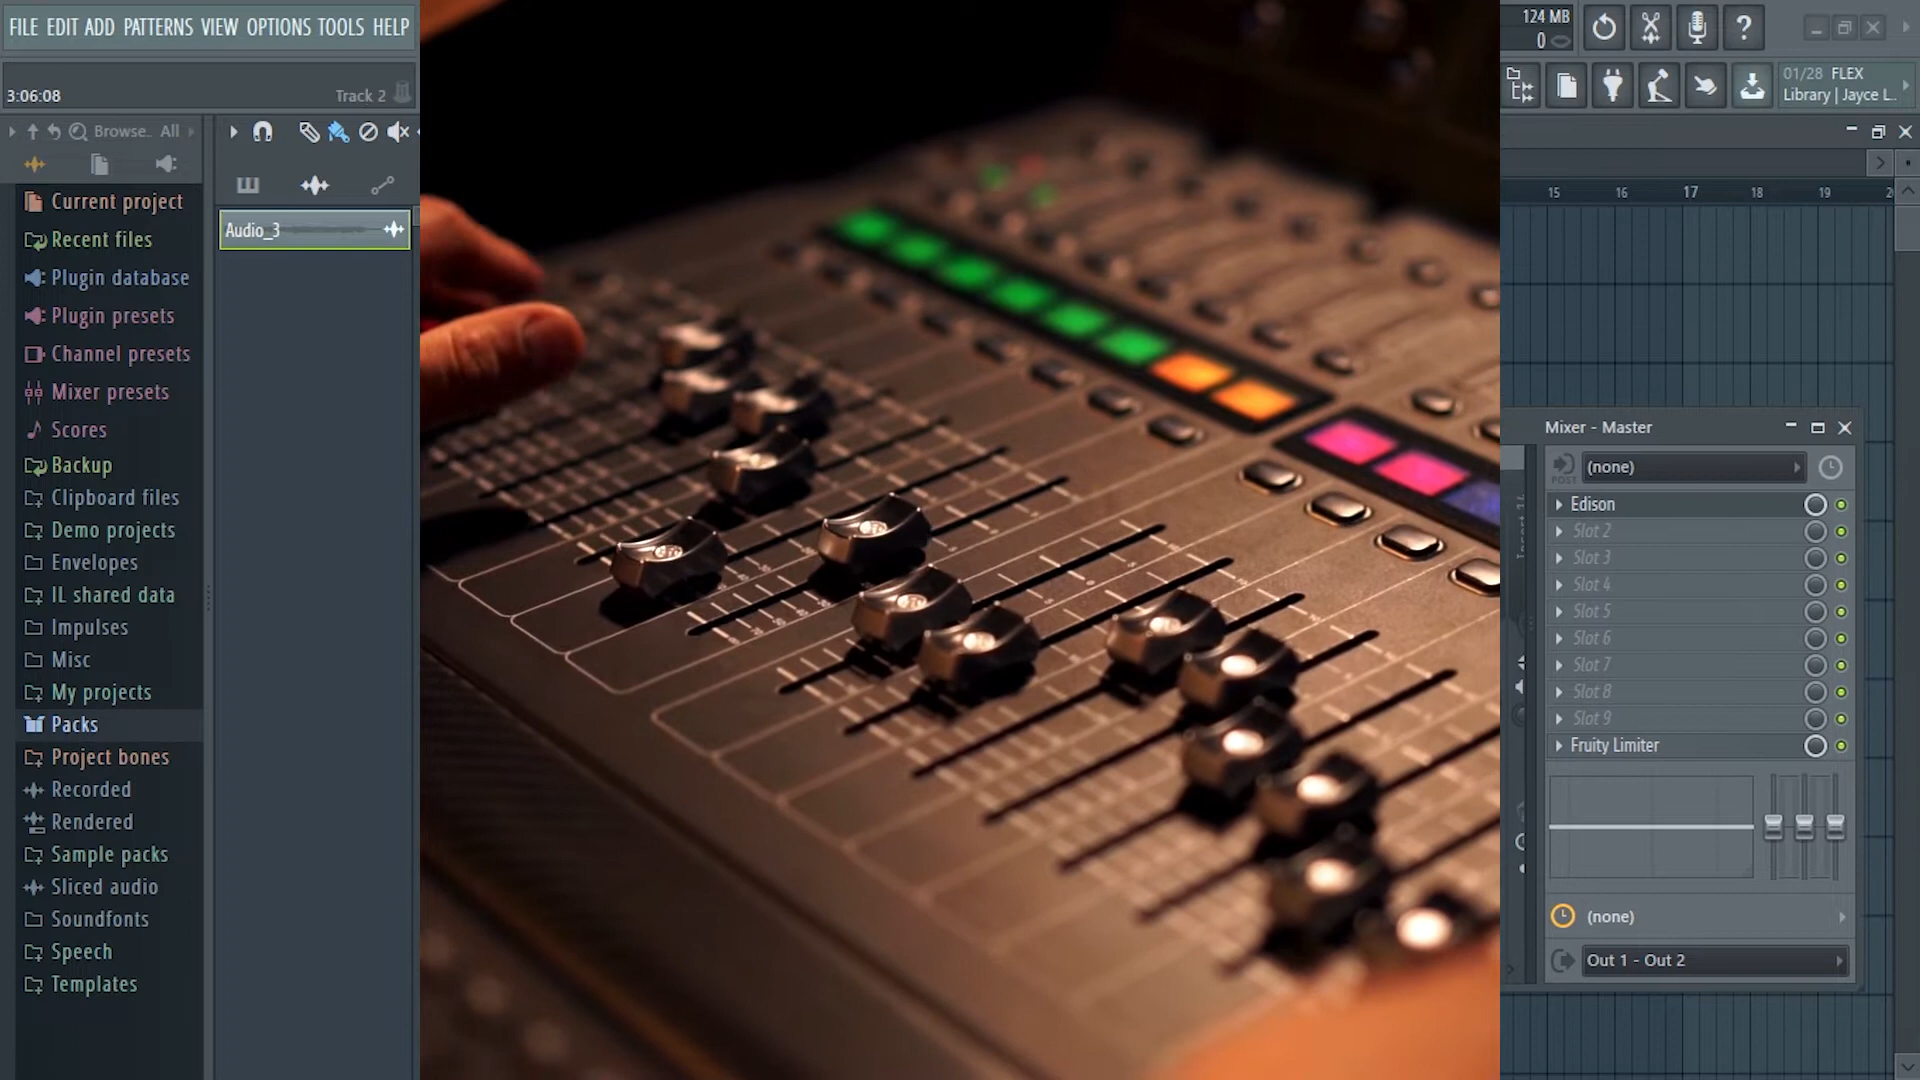 FILE EDIT ADD PATTERNS VIEW OPTIONS TOOLS HELP
3:06:08
Track 2
Browse.. All
Current project
Recent files
Plugin database
Plugin presets
Channel presets
Mixer presets
Scores
Backup
Clipboard files
Demo projects
Envelopes
IL shared data
Impulses
Misc
My projects
Packs
Project bones
Recorded
Rendered
Sample packs
Sliced audio
Soundfonts
Speech
Templates
Audio_3
124 MB
0
?
01/28 FLEX
Library | Jayce L..
15 16 17 18 19
Mixer - Master
POST
(none)
Edison
Slot 2
Slot 3
Slot 4
Slot 5
Slot 6
Slot 7
Slot 8
Slot 9
Fruity Limiter
(none)
Out 1 - Out 2